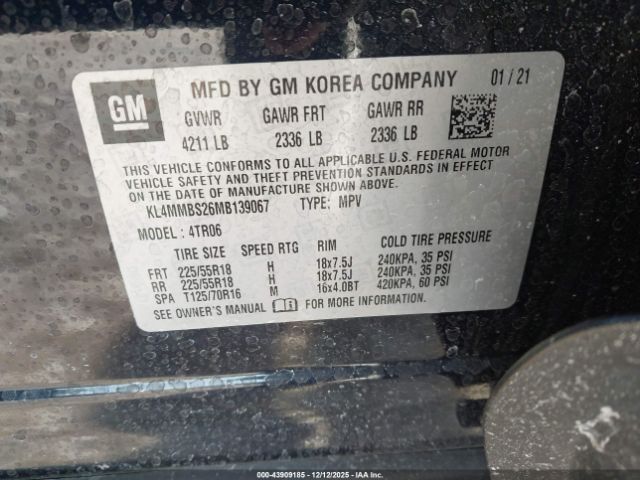 GM
MFD BY GM KOREA COMPANY 01 / 21
GVWR GAWR FRT GAWR RR
4211 LB 2336 LB 2336 LB
THIS VEHICLE CONFORMS TO ALL APPLICABLE U.S. FEDERAL MOTOR
VEHICLE SAFETY AND THEFT PREVENTION STANDARDS IN EFFECT
ON THE DATE OF MANUFACTURE SHOWN ABOVE.
KL4MMBS26MB139067 TYPE: MPV
MODEL : 4TR06
TIRE SIZE SPEED RTG RIM COLD TIRE PRESSURE
FRT 225/55R18 H 18x7.5J 240KPA, 35 PSI
RR 225/55R18 H 18x7.5J 240KPA, 35 PSI
SPA T125/70R16 M 16x4.0BT 420KPA, 60 PSI
SEE OWNER'S MANUAL FOR MORE INFORMATION.
000-43909185 - 12/12/2025 - IAAI